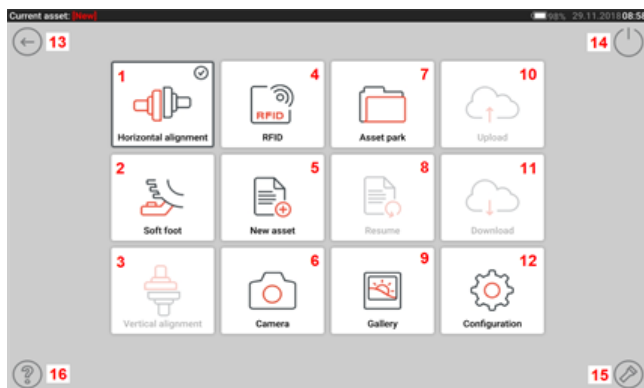 Current asset: [New]
98% 29.11.2018 08:58
13
14
1
Horizontal alignment
4
RFID
RFID
7
Asset park
10
Upload
2
Soft foot
5
New asset
8
Resume
11
Download
3
Vertical alignment
6
Camera
9
Gallery
12
Configuration
?
16
15